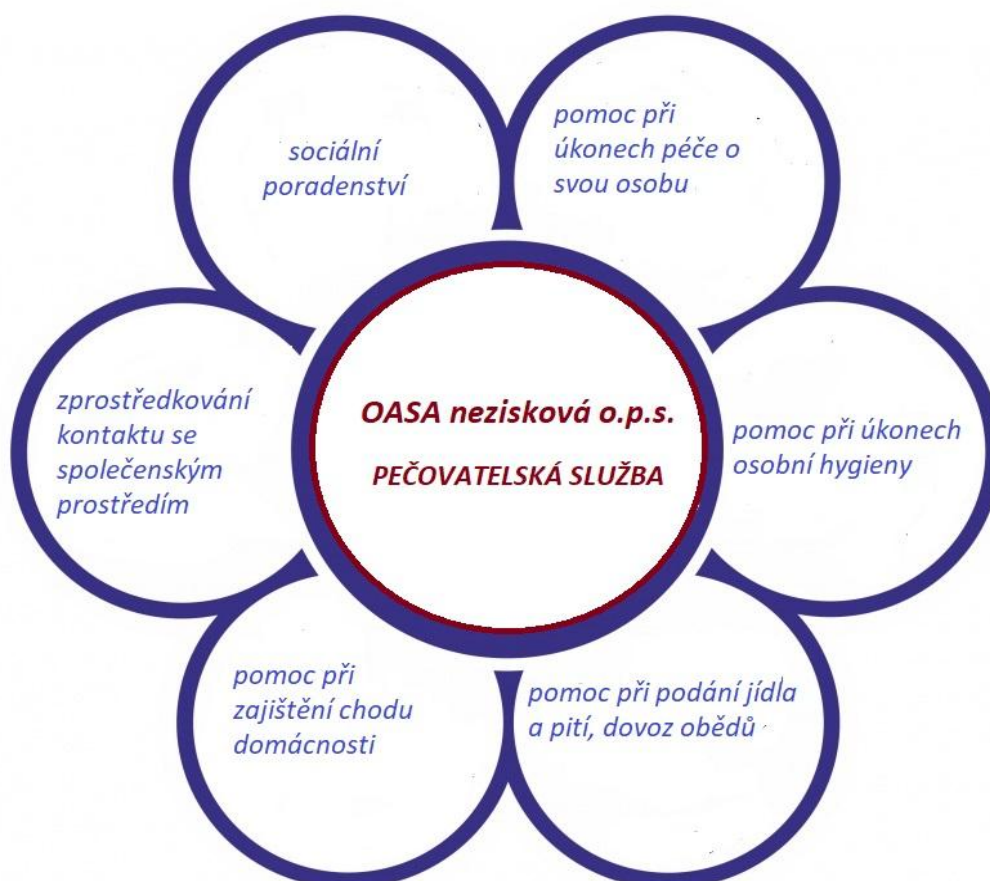 sociální
poradenství
pomoc při
úkonech péče o
svou osobu
zprostředkování
kontaktu se
společenským
prostředím
OASA nezisková o.p.s.
PEČOVATELSKÁ SLUŽBA
pomoc při úkonech
osobní hygieny
pomoc při
zajištění chodu
domácnosti
pomoc při podání jídla
a pití, dovoz obědů